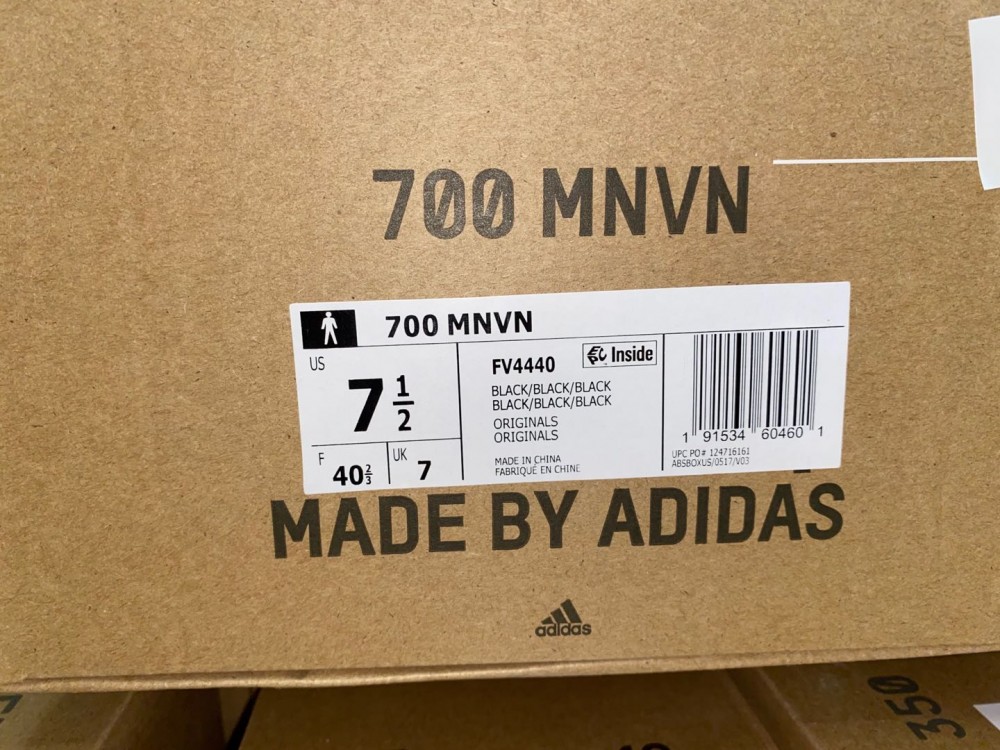 700 MNVN
700 MNVN
US
7 1/2
F
40 2/3
UK
7
FV4440
Inside
BLACK/BLACK/BLACK
BLACK/BLACK/BLACK
ORIGINALS
ORIGINALS
MADE IN CHINA
FABRIQUÉ EN CHINE
1 91534 60460 1
UPC PO# 124716161
ABSBOXUS/0517/V03
MADE BY ADIDAS
adidas
350